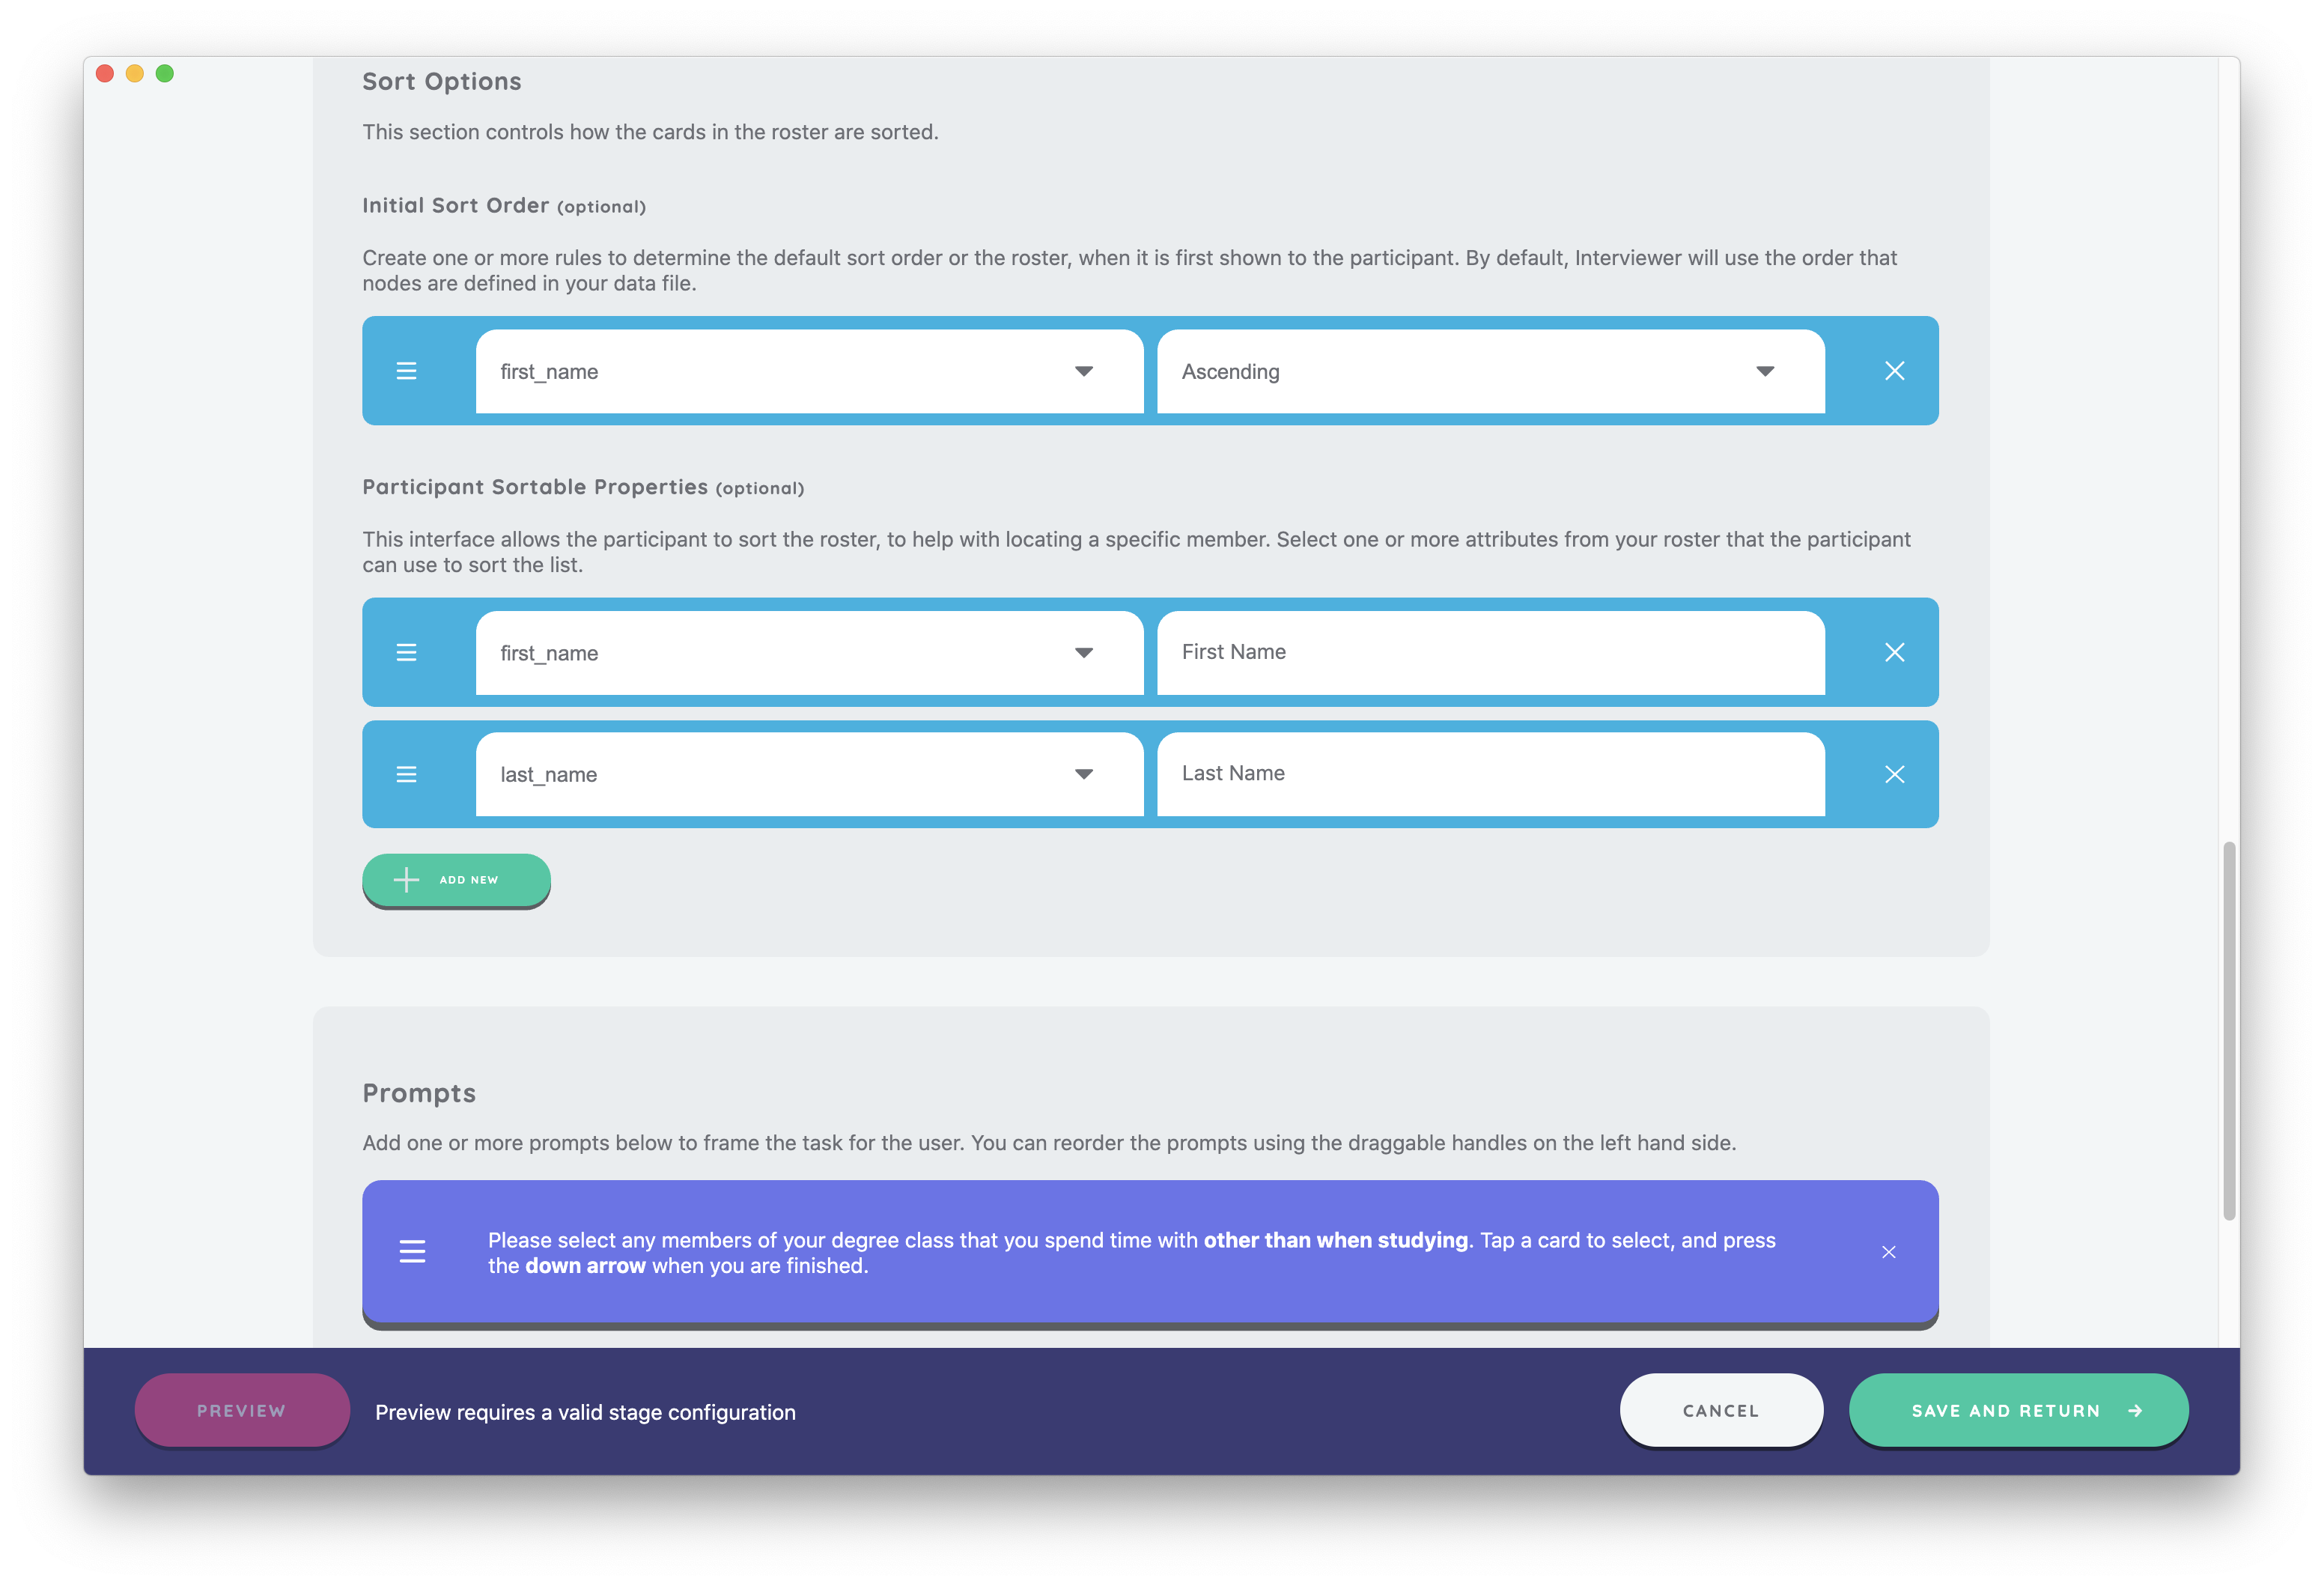 Sort Options
This section controls how the cards in the roster are sorted.
Initial Sort Order (optional)
Create one or more rules to determine the default sort order or the roster, when it is first shown to the participant. By default, Interviewer will use the order that
nodes are defined in your data file.
first_name Ascending
Participant Sortable Properties (optional)
This interface allows the participant to sort the roster, to help with locating a specific member. Select one or more attributes from your roster that the participant
can use to sort the list.
first_name First Name
last_name Last Name
ADD NEW
Prompts
Add one or more prompts below to frame the task for the user. You can reorder the prompts using the draggable handles on the left hand side.
Please select any members of your degree class that you spend time with other than when studying. Tap a card to select, and press
the down arrow when you are finished.
PREVIEW Preview requires a valid stage configuration CANCEL SAVE AND RETURN